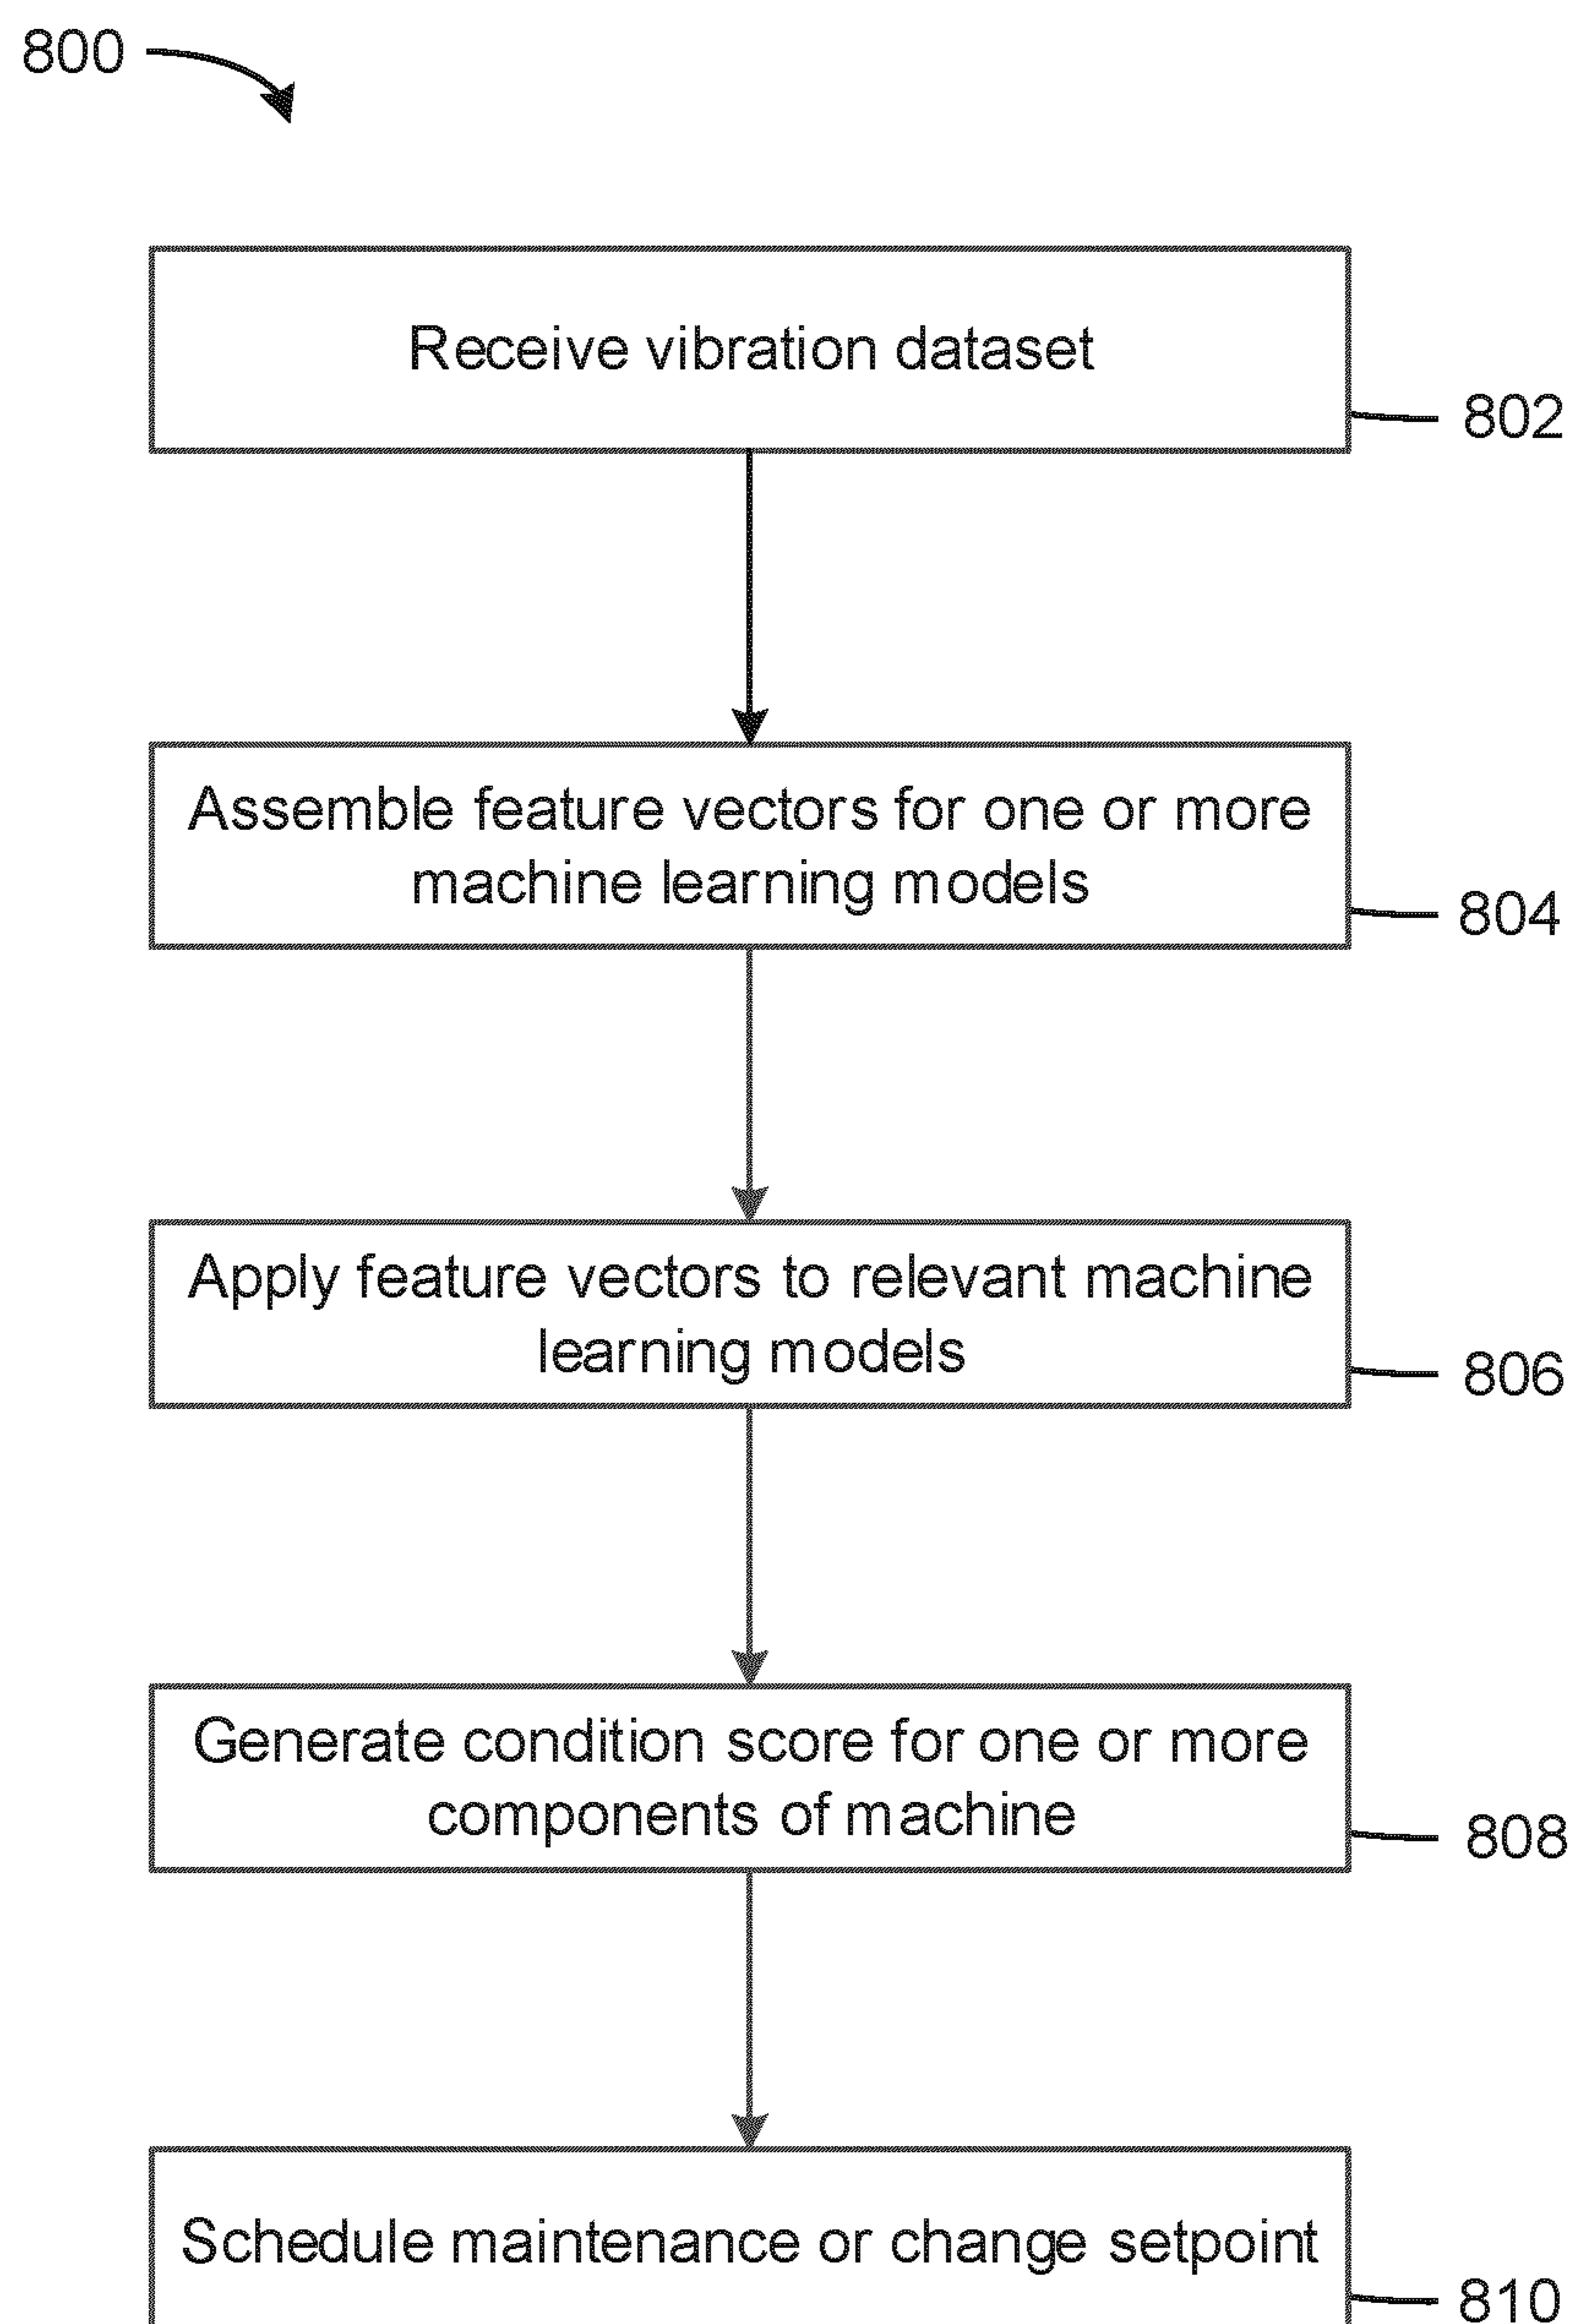 800
Receive vibration dataset
802
Assemble feature vectors for one or more
machine learning models
804
Apply feature vectors to relevant machine
learning models
806
Generate condition score for one or more
components of machine
808
Schedule maintenance or change setpoint
810